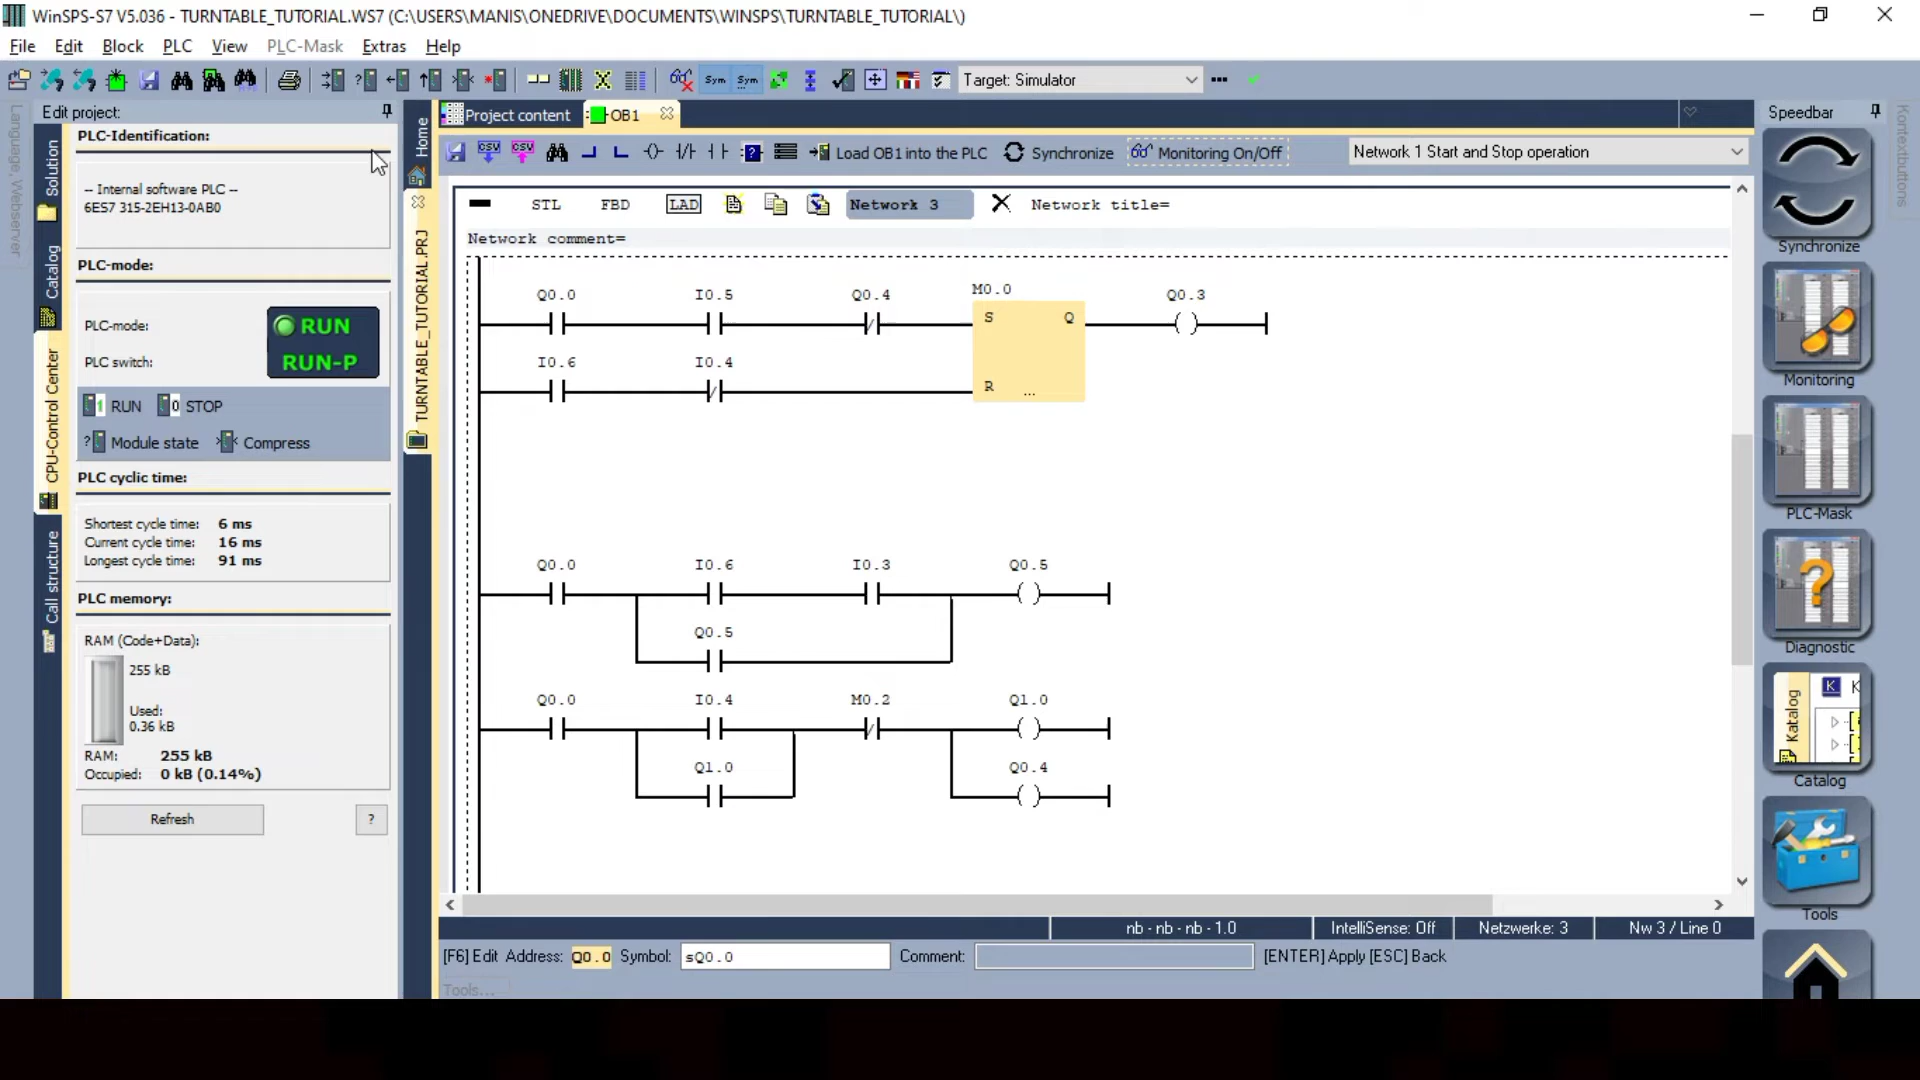 WinSPS-S7 V5.036 - TURNTABLE_TUTORIAL.WS7 (C:\USERS\MANIS\ONEDRIVE\DOCUMENTS\WINSPS\TURNTABLE_TUTORIAL\)
File Edit Block PLC View PLC-Mask Extras Help
Sym Sym Target: Simulator
Edit project:
Project content OB1
Speedbar
Language, Webserver
Solution
Catalog
CPU-Control Center
Call structure
Home
TURNTABLE_TUTORIAL.PRJ
Kontextbuttons
PLC-Identification:
-- Internal software PLC --
6ES7 315-2EH13-0AB0
PLC-mode:
PLC-mode: RUN
PLC switch: RUN-P
1 RUN 0 STOP
? Module state Compress
PLC cyclic time:
Shortest cycle time: 6 ms
Current cycle time: 16 ms
Longest cycle time: 91 ms
PLC memory:
RAM (Code+Data):
255 kB
Used:
0.36 kB
RAM: 255 kB
Occupied: 0 kB (0.14%)
Refresh ?
CSV CSV ? Load OB1 into the PLC Synchronize Monitoring On/Off Network 1 Start and Stop operation
STL FBD LAD Network 3 Network title=
Network comment=
Q0.0 I0.5 Q0.4 M0.0 Q0.3
S Q
I0.6 I0.4
R ...
Q0.0 I0.6 I0.3 Q0.5
Q0.5
Q0.0 I0.4 M0.2 Q1.0
Q1.0 Q0.4
nb - nb - nb - 1.0 IntelliSense: Off Netzwerke: 3 Nw 3 / Line 0
[F6] Edit Address: Q0.0 Symbol: sQ0.0 Comment: [ENTER] Apply [ESC] Back
Tools...
Synchronize
Monitoring
PLC-Mask
?
Diagnostic
Katalog
K K
Catalog
Tools